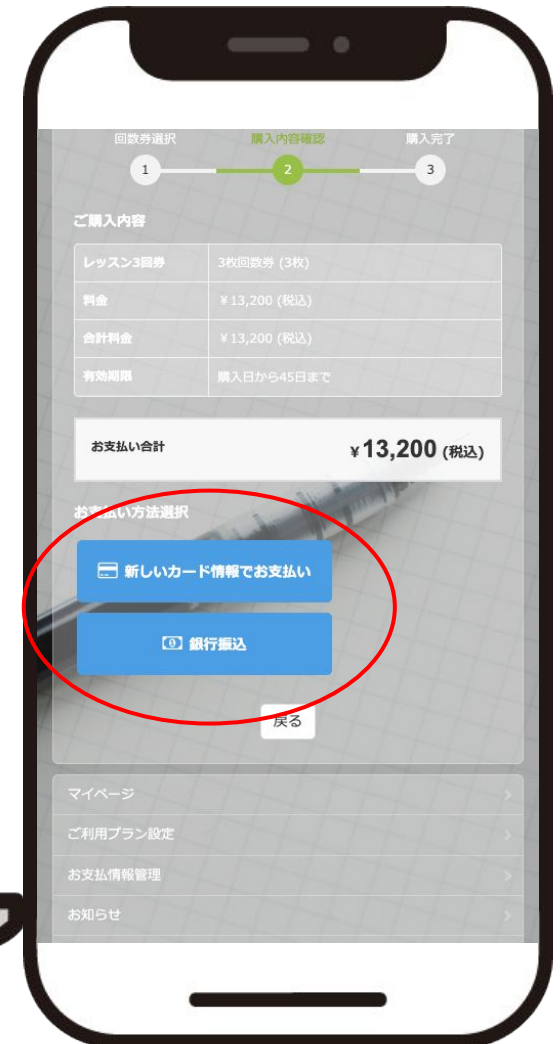 回数券選択 購入内容確認 購入完了
1 2 3
ご購入内容
レッスン3回券 3枚回数券 (3枚)
料金 ¥13,200 (税込)
合計料金 ¥13,200 (税込)
有効期限 購入日から45日まで
お支払い合計 ¥13,200 (税込)
お支払い方法選択
新しいカード情報でお支払い
銀行振込
戻る
マイページ
ご利用プラン設定
お支払情報管理
お知らせ